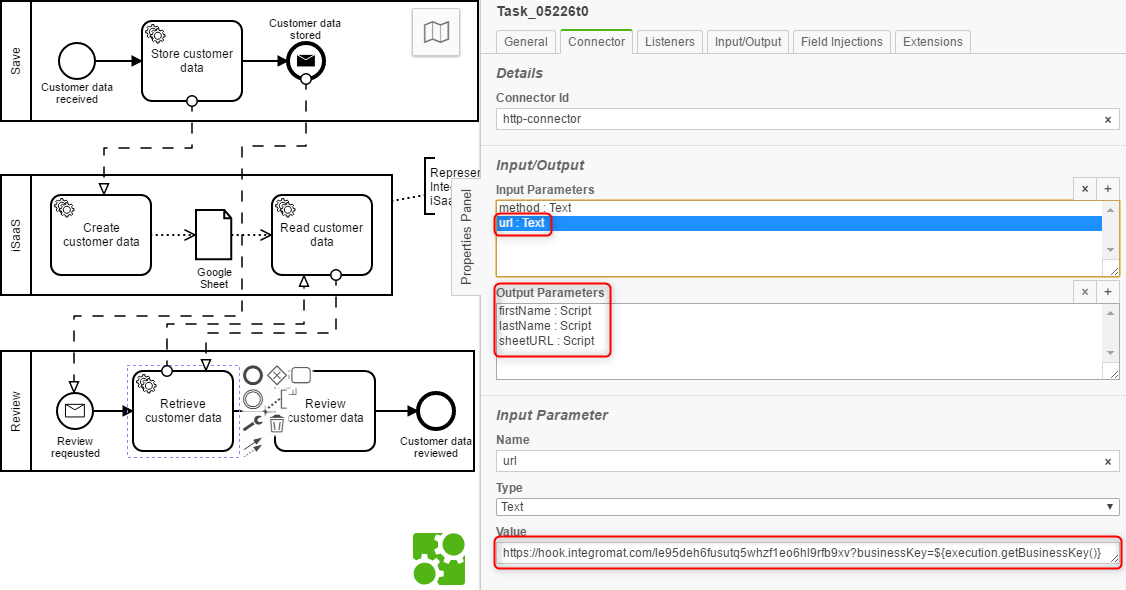 Save
Customer data
received
Store customer
data
Customer data
stored
iSaaS
Create
customer data
Google
Sheet
Read customer
data
Represen
Inte
iSaa
Properties Panel
Review
Review
reqeusted
Retrieve
customer data
Review
customer data
Customer data
reviewed
Task_05226t0
General
Connector
Listeners
Input/Output
Field Injections
Extensions
Details
Connector Id
http-connector
×
Input/Output
Input Parameters
× +
method : Text
url : Text
Output Parameters
× +
firstName : Script
lastName : Script
sheetURL : Script
Input Parameter
Name
url
×
Type
Text
Value
https://hook.integromat.com/le95deh6fusutq5whzf1eo6hl9rfb9xv?businessKey=${execution.getBusinessKey()}